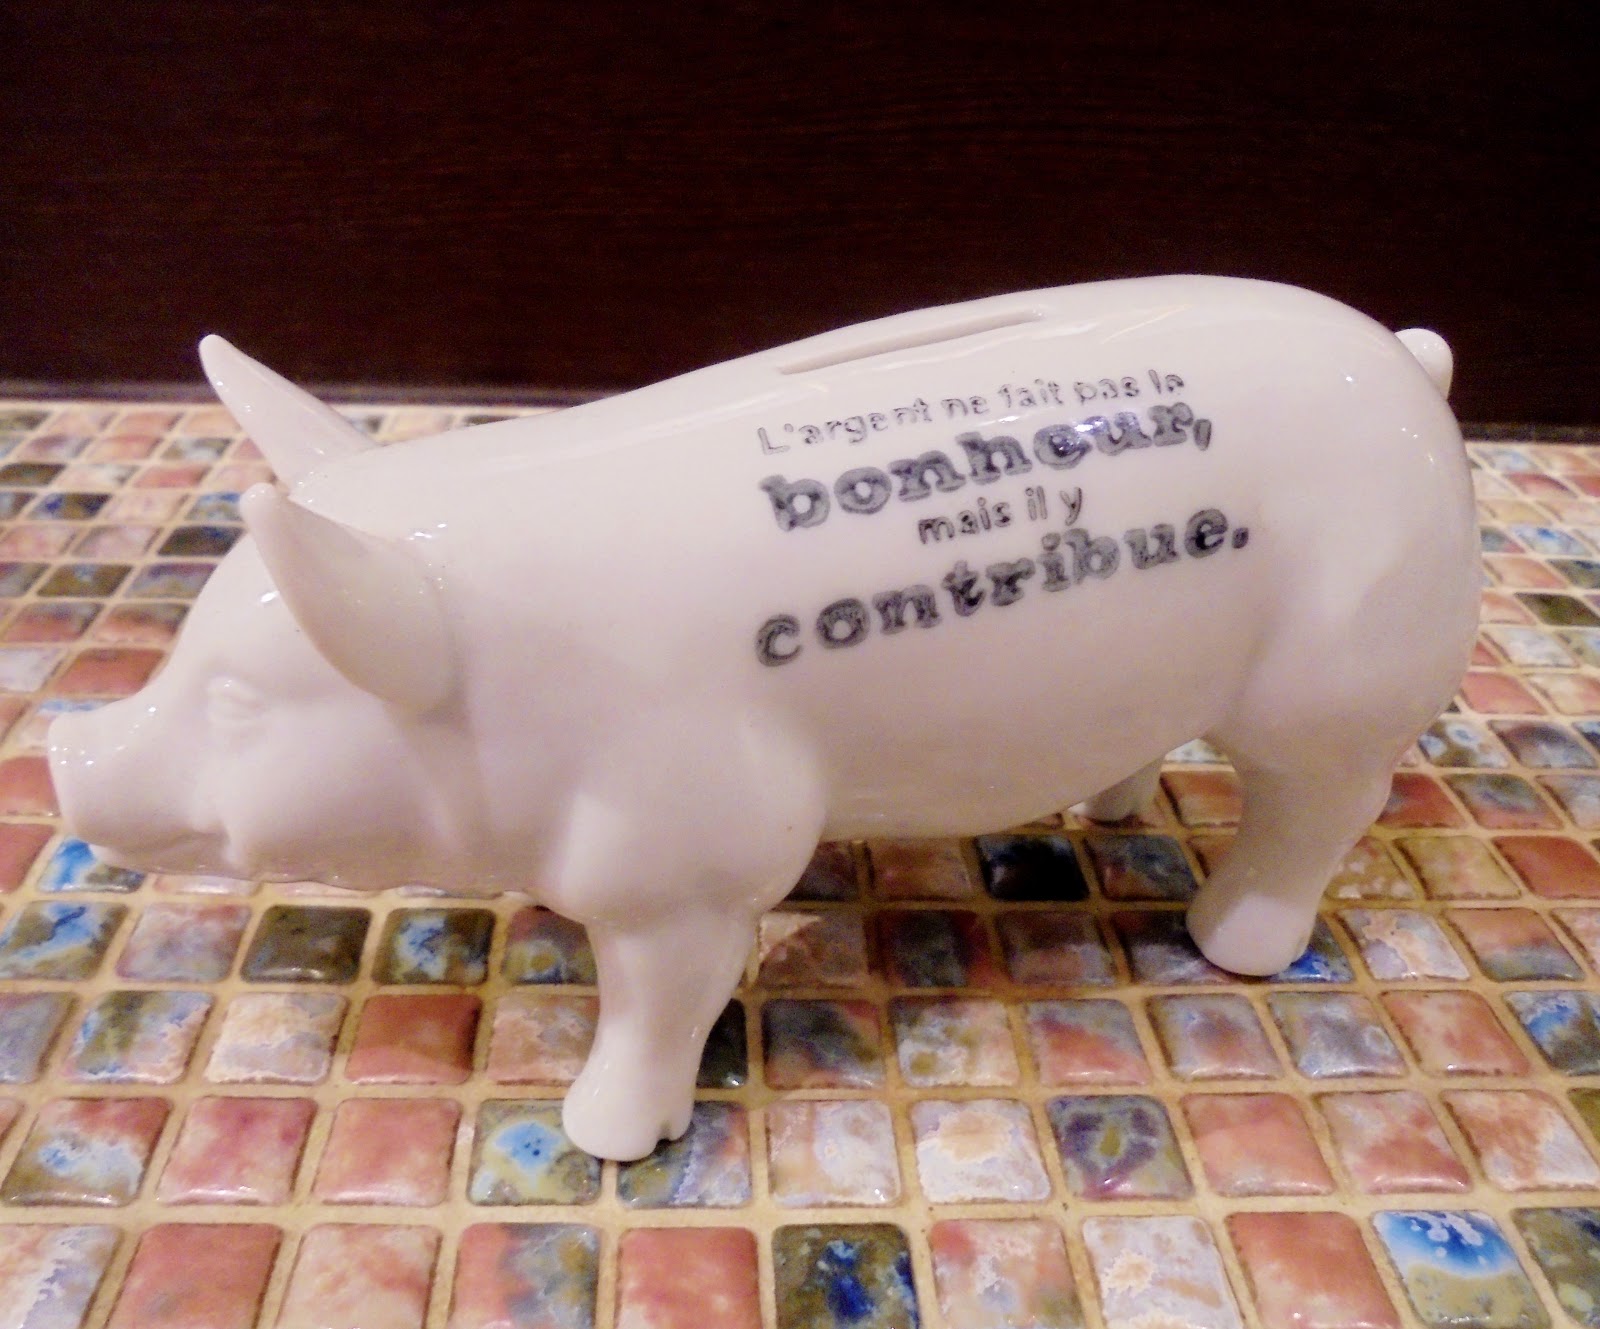 L'argent ne fait pas le
bonheur,
mais il y
contribue.